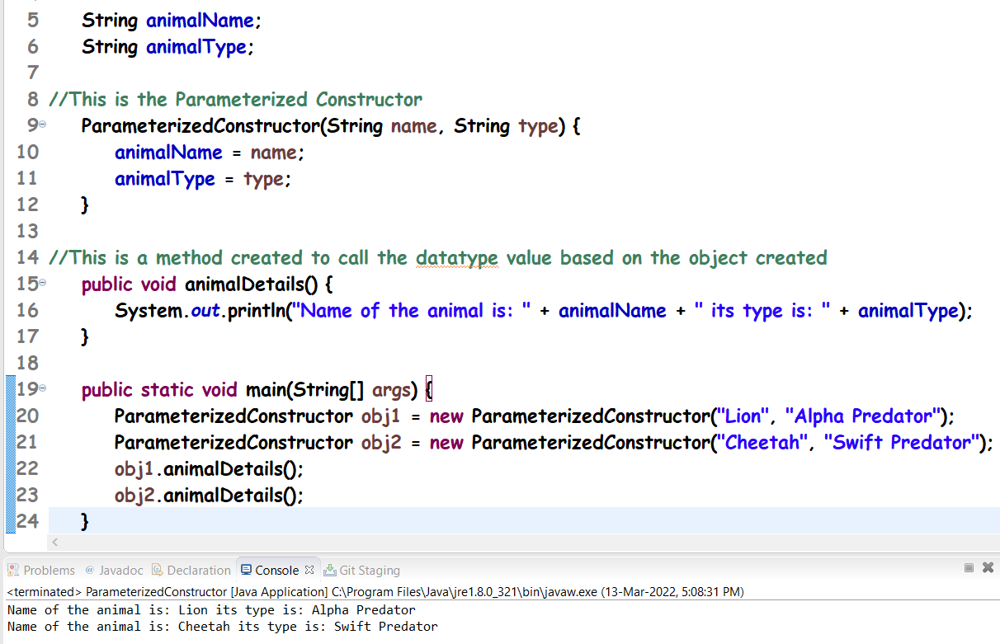 5 String animalName;
6 String animalType;
7
8 //This is the Parameterized Constructor
9 ParameterizedConstructor(String name, String type) {
10 animalName = name;
11 animalType = type;
12 }
13
14 //This is a method created to call the datatype value based on the object created
15 public void animalDetails() {
16 System.out.println("Name of the animal is: " + animalName + " its type is: " + animalType);
17 }
18
19 public static void main(String[] args) {
20 ParameterizedConstructor obj1 = new ParameterizedConstructor("Lion", "Alpha Predator");
21 ParameterizedConstructor obj2 = new ParameterizedConstructor("Cheetah", "Swift Predator");
22 obj1.animalDetails();
23 obj2.animalDetails();
24 }
Problems @ Javadoc Declaration Console Git Staging
<terminated> ParameterizedConstructor [Java Application] C:\Program Files\Java\jre1.8.0_321\bin\javaw.exe (13-Mar-2022, 5:08:31 PM)
Name of the animal is: Lion its type is: Alpha Predator
Name of the animal is: Cheetah its type is: Swift Predator